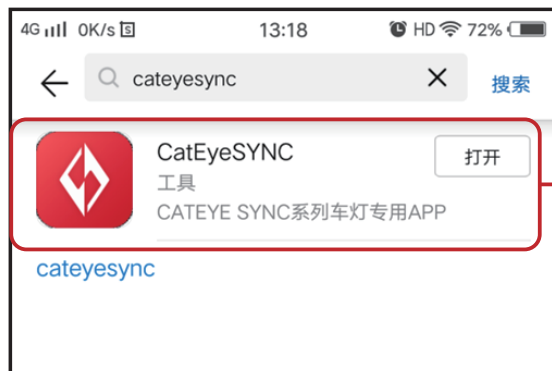 4G 0K/s S 13:18 HD 72%
cateyesync 搜索
CatEyeSYNC 打开
工具
CATEYE SYNC系列车灯专用APP
cateyesync